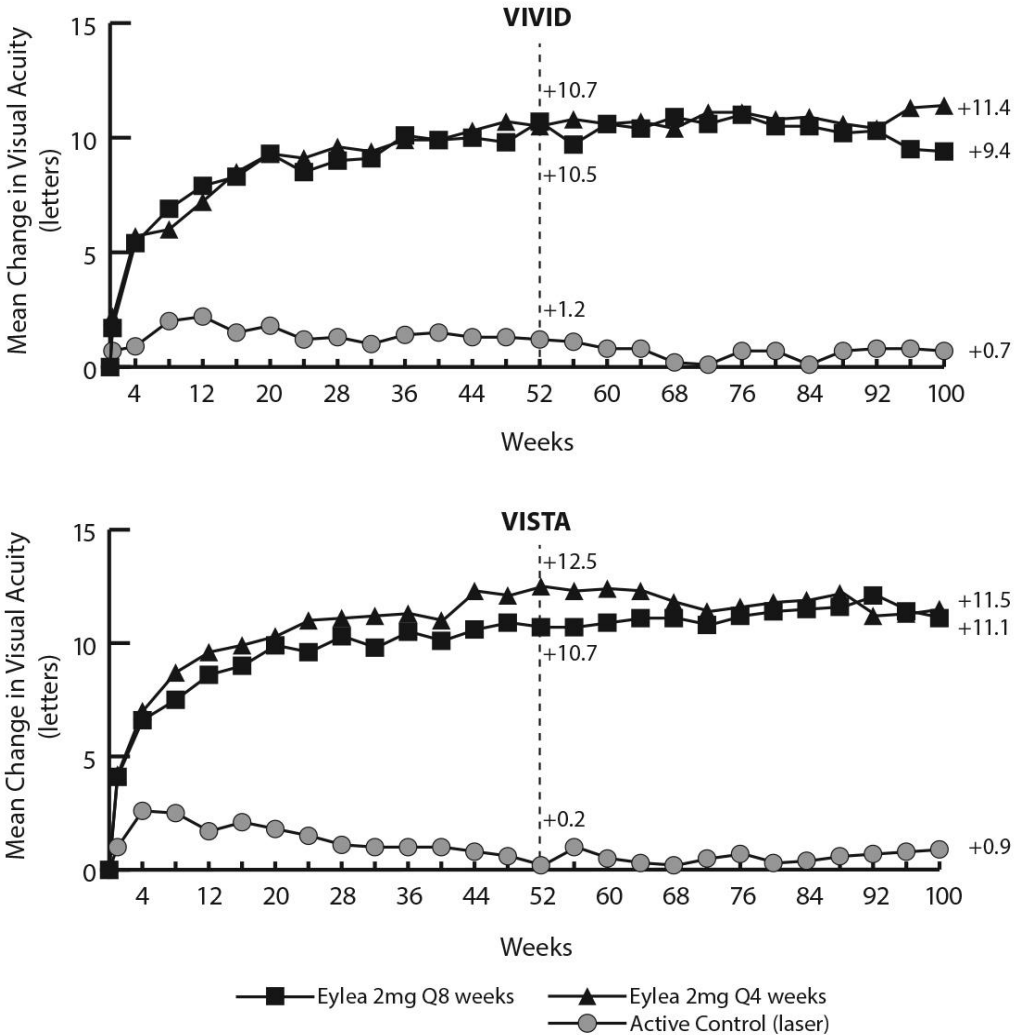 VIVID
Mean Change in Visual Acuity
(letters)
15
10
5
0
+10.7
+10.5
+1.2
+11.4
+9.4
+0.7
4 12 20 28 36 44 52 60 68 76 84 92 100
Weeks
VISTA
Mean Change in Visual Acuity
(letters)
15
10
5
0
+12.5
+10.7
+0.2
+11.5
+11.1
+0.9
4 12 20 28 36 44 52 60 68 76 84 92 100
Weeks
Eylea 2mg Q8 weeks
Eylea 2mg Q4 weeks
Active Control (laser)